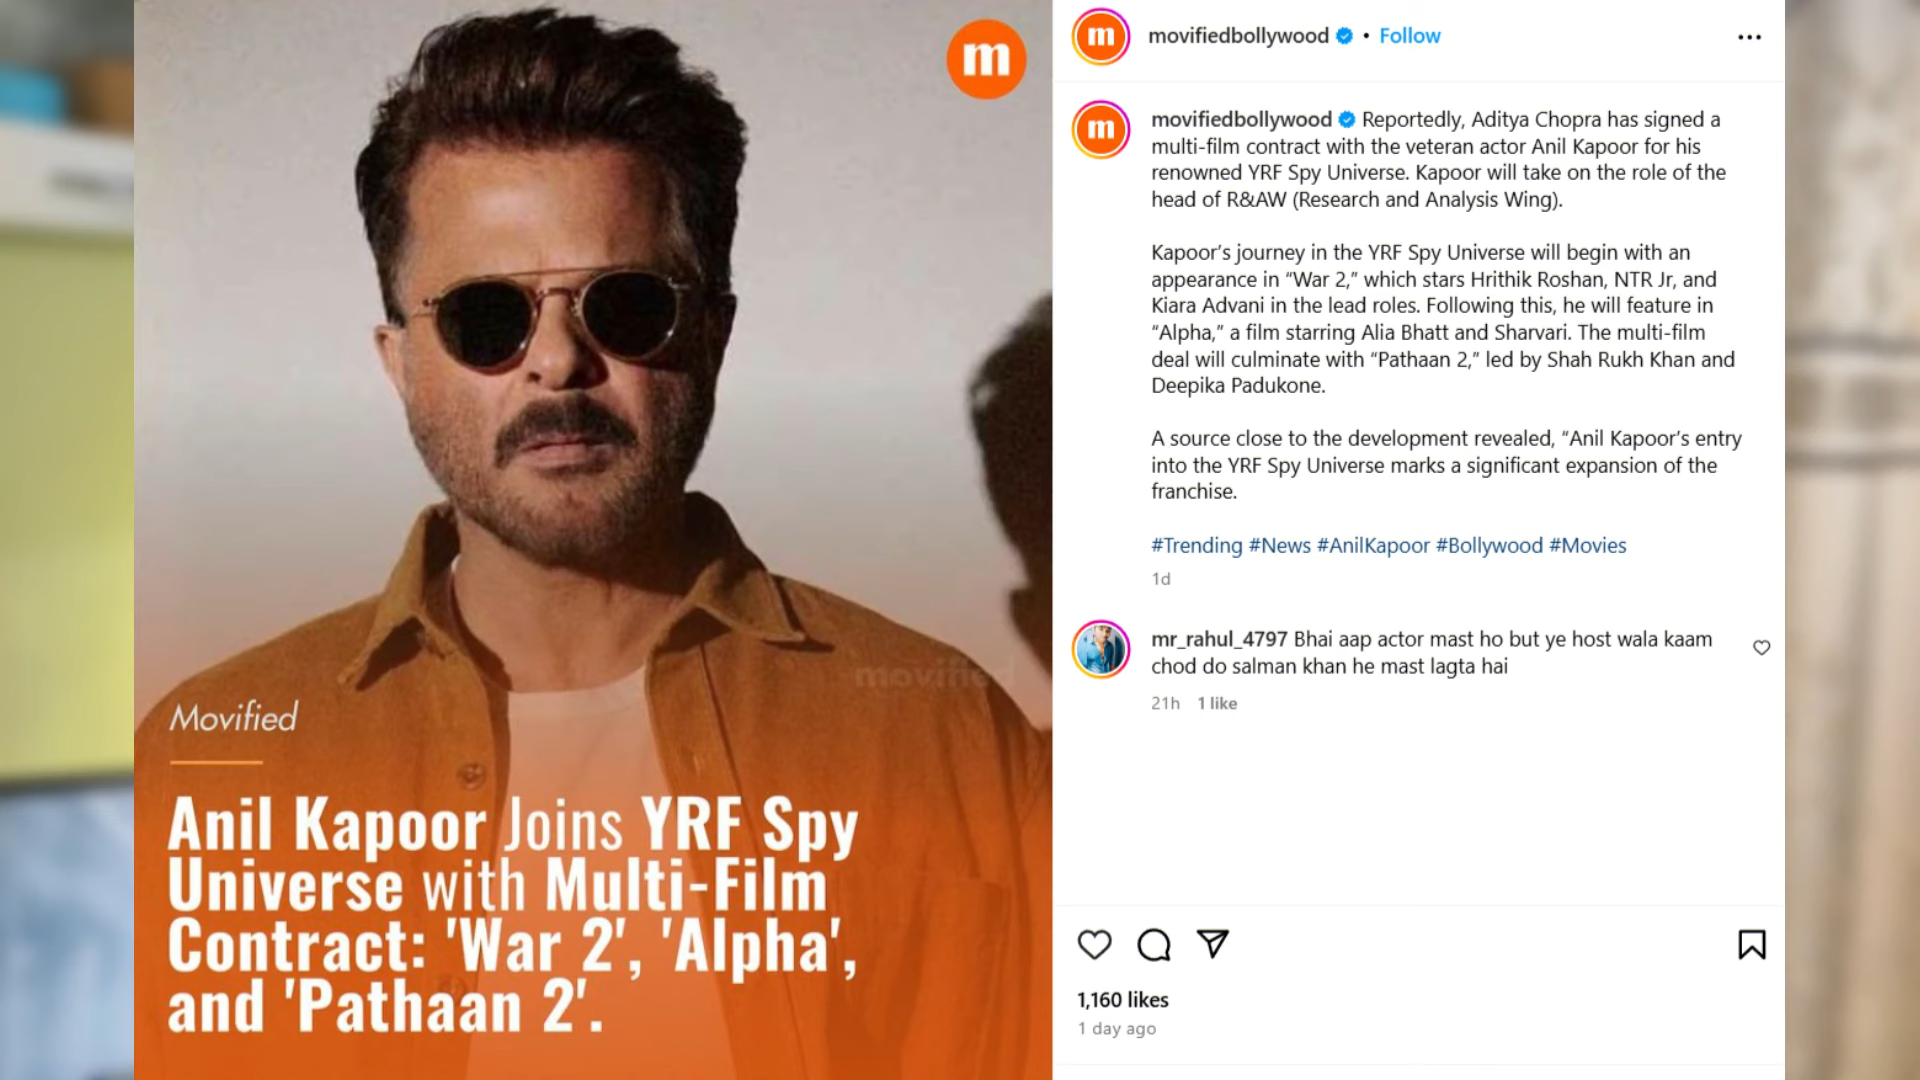 m
Movified
movified
Anil Kapoor Joins YRF Spy
Universe with Multi-Film
Contract: 'War 2', 'Alpha',
and 'Pathaan 2'.
m
movifiedbollywood • Follow
m
movifiedbollywood Reportedly, Aditya Chopra has signed a
multi-film contract with the veteran actor Anil Kapoor for his
renowned YRF Spy Universe. Kapoor will take on the role of the
head of R&AW (Research and Analysis Wing).
Kapoor’s journey in the YRF Spy Universe will begin with an
appearance in “War 2,” which stars Hrithik Roshan, NTR Jr, and
Kiara Advani in the lead roles. Following this, he will feature in
“Alpha,” a film starring Alia Bhatt and Sharvari. The multi-film
deal will culminate with “Pathaan 2,” led by Shah Rukh Khan and
Deepika Padukone.
A source close to the development revealed, “Anil Kapoor’s entry
into the YRF Spy Universe marks a significant expansion of the
franchise.
#Trending #News #AnilKapoor #Bollywood #Movies
1d
mr_rahul_4797 Bhai aap actor mast ho but ye host wala kaam
chod do salman khan he mast lagta hai
21h 1 like
1,160 likes
1 day ago